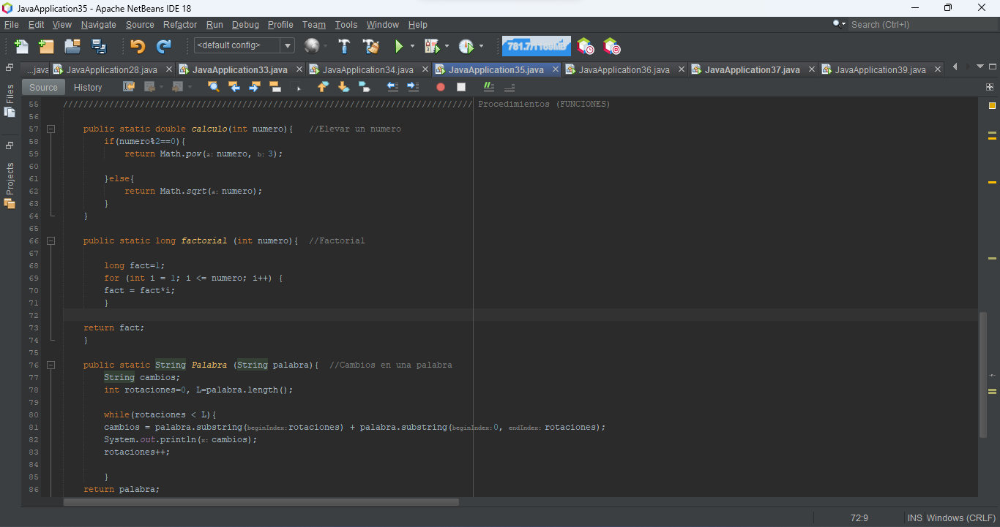 JavaApplication35 - Apache NetBeans IDE 18
File Edit View Navigate Source Refactor Run Debug Profile Team Tools Window Help
Search (Ctrl+I)
<default config>
...java JavaApplication28.java JavaApplication33.java JavaApplication34.java JavaApplication35.java JavaApplication36.java JavaApplication37.java JavaApplication39.java
Source History
Files
Projects
55 //////////////////////////////////////////////////////////////////////////////// Procedimientos (FUNCIONES)
56
57 public static double calculo(int numero){ //Elevar un numero
58 if(numero%2==0){
59 return Math.pow(a: numero, b: 3);
60
61 }else{
62 return Math.sqrt(a: numero);
63 }
64 }
65
66 public static long factorial (int numero){ //Factorial
67
68 long fact=1;
69 for (int i = 1; i <= numero; i++) {
70 fact = fact*i;
71 }
72
73 return fact;
74 }
75
76 public static String Palabra (String palabra){ //Cambios en una palabra
77 String cambios;
78 int rotaciones=0, L=palabra.length();
79
80 while(rotaciones < L){
81 cambios = palabra.substring(beginIndex: rotaciones) + palabra.substring(beginIndex: 0, endIndex: rotaciones);
82 System.out.println(x: cambios);
83 rotaciones++;
84
85 }
86 return palabra;
72:9 INS Windows (CRLF)